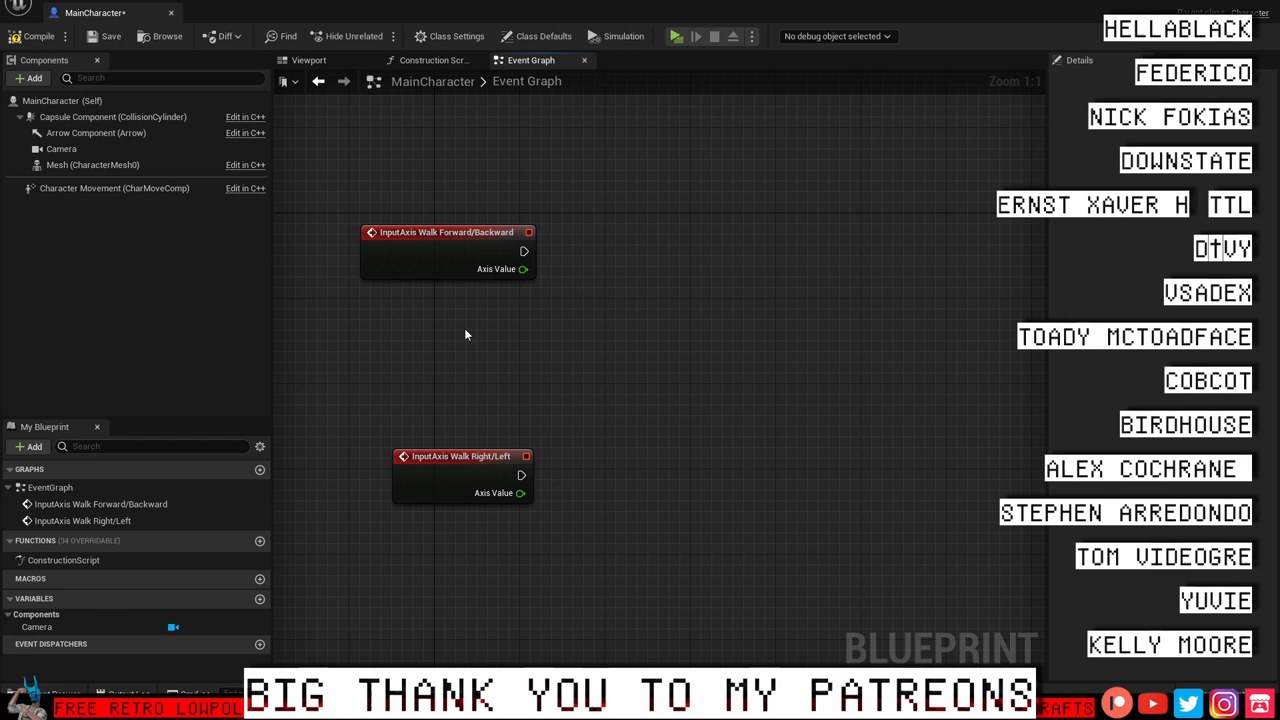 MainCharacter•
Parent class: Character
Compile
Save
Browse
Diff
Find
Hide Unrelated
Class Settings
Class Defaults
Simulation
No debug object selected
Components
Add
Search
MainCharacter (Self)
Capsule Component (CollisionCylinder)
Edit in C++
Arrow Component (Arrow)
Edit in C++
Camera
Mesh (CharacterMesh0)
Edit in C++
Character Movement (CharMoveComp)
Edit in C++
My Blueprint
Add
Search
GRAPHS
EventGraph
InputAxis Walk Forward/Backward
InputAxis Walk Right/Left
FUNCTIONS (34 OVERRIDABLE)
ConstructionScript
MACROS
VARIABLES
Components
Camera
EVENT DISPATCHERS
Viewport
Construction Scr...
Event Graph
MainCharacter > Event Graph
Zoom 1:1
InputAxis Walk Forward/Backward
Axis Value
InputAxis Walk Right/Left
Axis Value
BLUEPRINT
Details
HELLABLACK
FEDERICO
NICK FOKIAS
DOWNSTATE
ERNST XAVER H TTL
D†VY
VSADEX
TOADY MCTOADFACE
COBCOT
BIRDHOUSE
ALEX COCHRANE
STEPHEN ARREDONDO
TOM VIDEOGRE
YUVIE
KELLY MOORE
FREE RETRO LOWPOL
BIG THANK YOU TO MY PATREONS
RAFTS